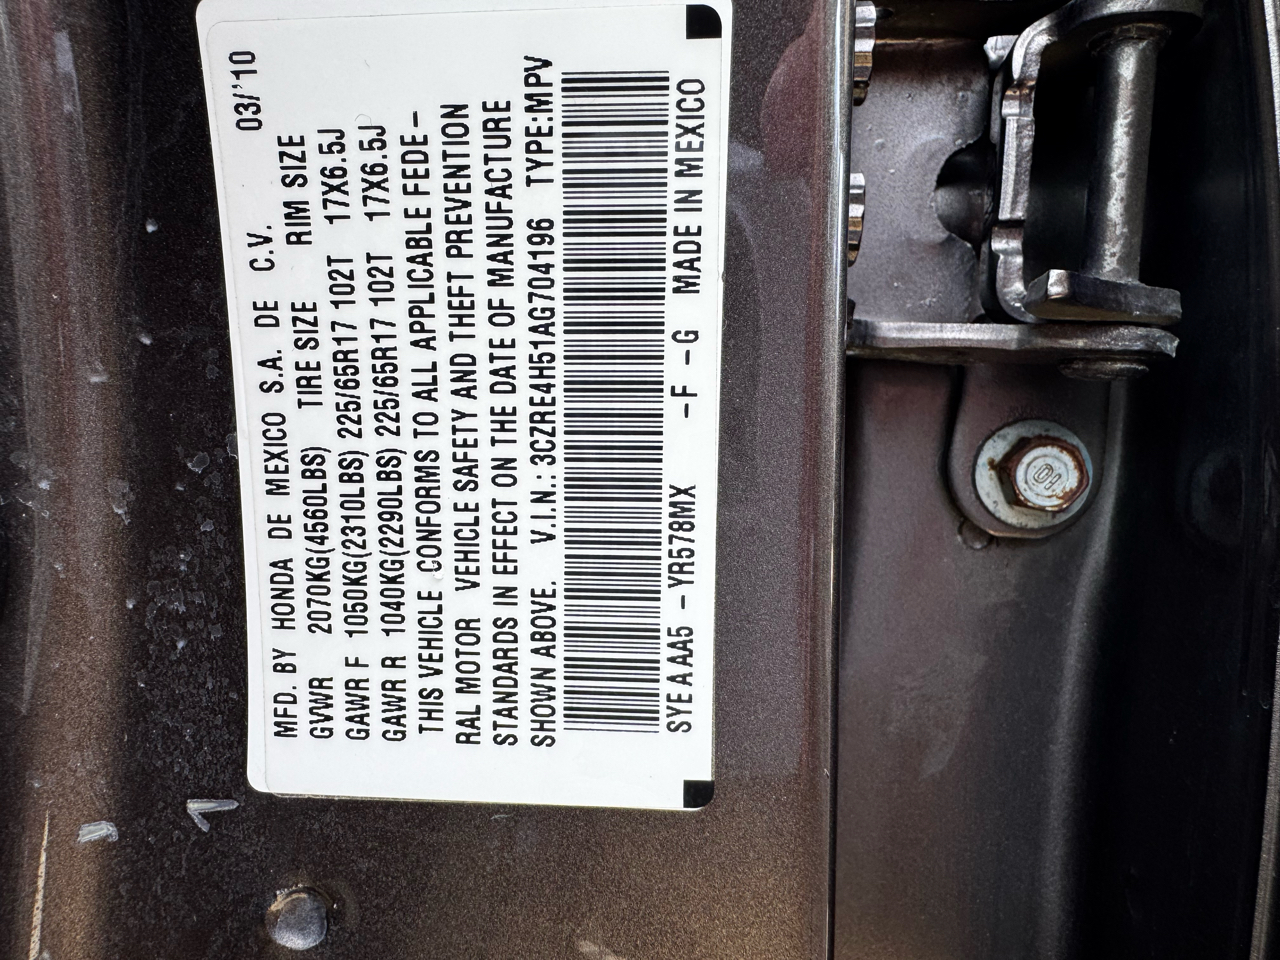 MFD. BY HONDA DE MEXICO S.A. DE C.V. 03/'10
GVWR 2070KG(4560LBS) TIRE SIZE RIM SIZE
GAWR F 1050KG(2310LBS) 225/65R17 102T 17X6.5J
GAWR R 1040KG(2290LBS) 225/65R17 102T 17X6.5J
THIS VEHICLE CONFORMS TO ALL APPLICABLE FEDE-
RAL MOTOR VEHICLE SAFETY AND THEFT PREVENTION
STANDARDS IN EFFECT ON THE DATE OF MANUFACTURE
SHOWN ABOVE. V.I.N.: 3CZRE4H51AG704196 TYPE:MPV
SYE A AA5 - YR578MX -F -G MADE IN MEXICO